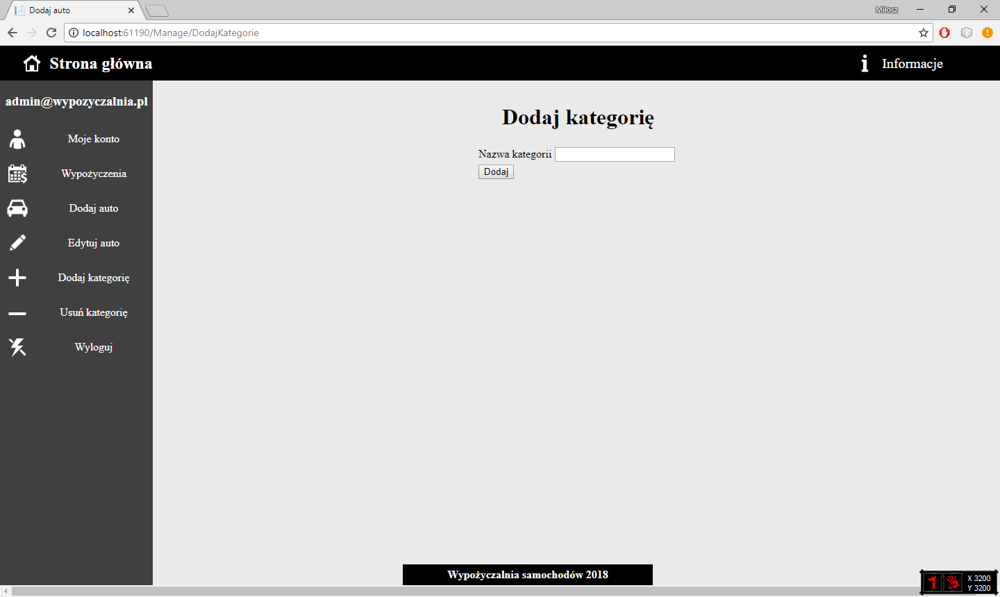 Dodaj auto
Miłosz
localhost:61190/Manage/DodajKategorie
Strona główna
Informacje
admin@wypozyczalnia.pl
Moje konto
Wypożyczenia
Dodaj auto
Edytuj auto
Dodaj kategorię
Usuń kategorię
Wyloguj
Dodaj kategorię
Nazwa kategorii
Dodaj
Wypożyczalnia samochodów 2018
X 3200
Y 3200